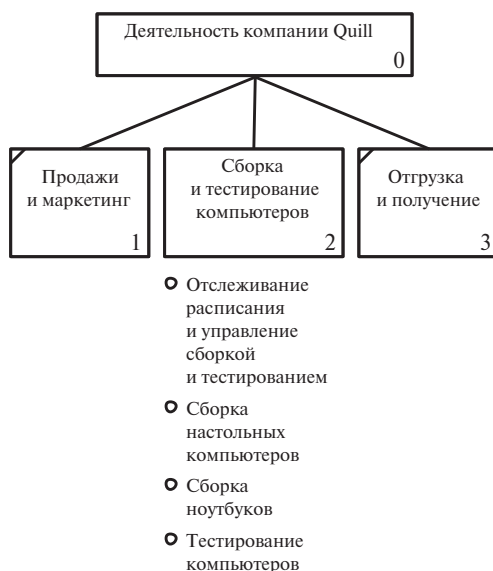 Деятельность компании Quill
0
Продажи
и маркетинг
1
Сборка
и тестирование
компьютеров
2
Отгрузка
и получение
3
Отслеживание
расписания
и управление
сборкой
и тестированием
Сборка
настольных
компьютеров
Сборка
ноутбуков
Тестирование
компьютеров